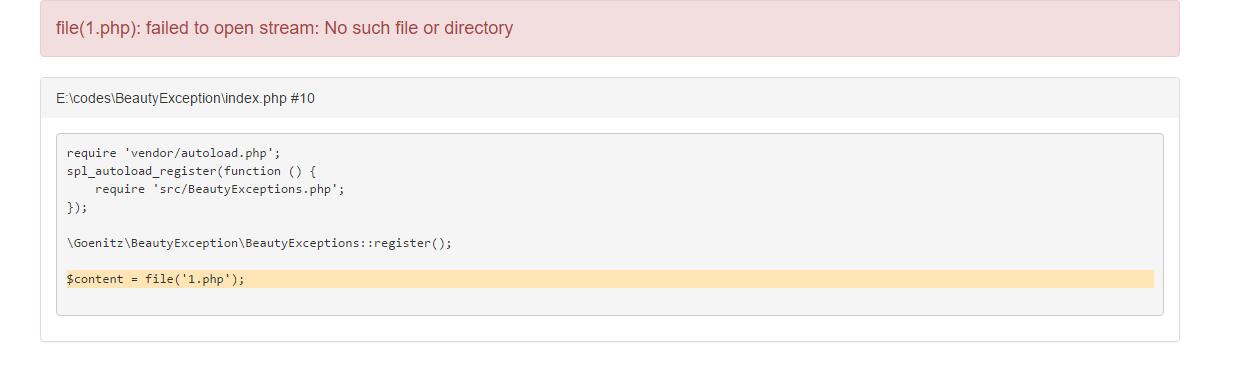 file(1.php): failed to open stream: No such file or directory
E:\codes\BeautyException\index.php #10
require 'vendor/autoload.php';
spl_autoload_register(function () {
    require 'src/BeautyExceptions.php';
});
\Goenitz\BeautyException\BeautyExceptions::register();
$content = file('1.php');